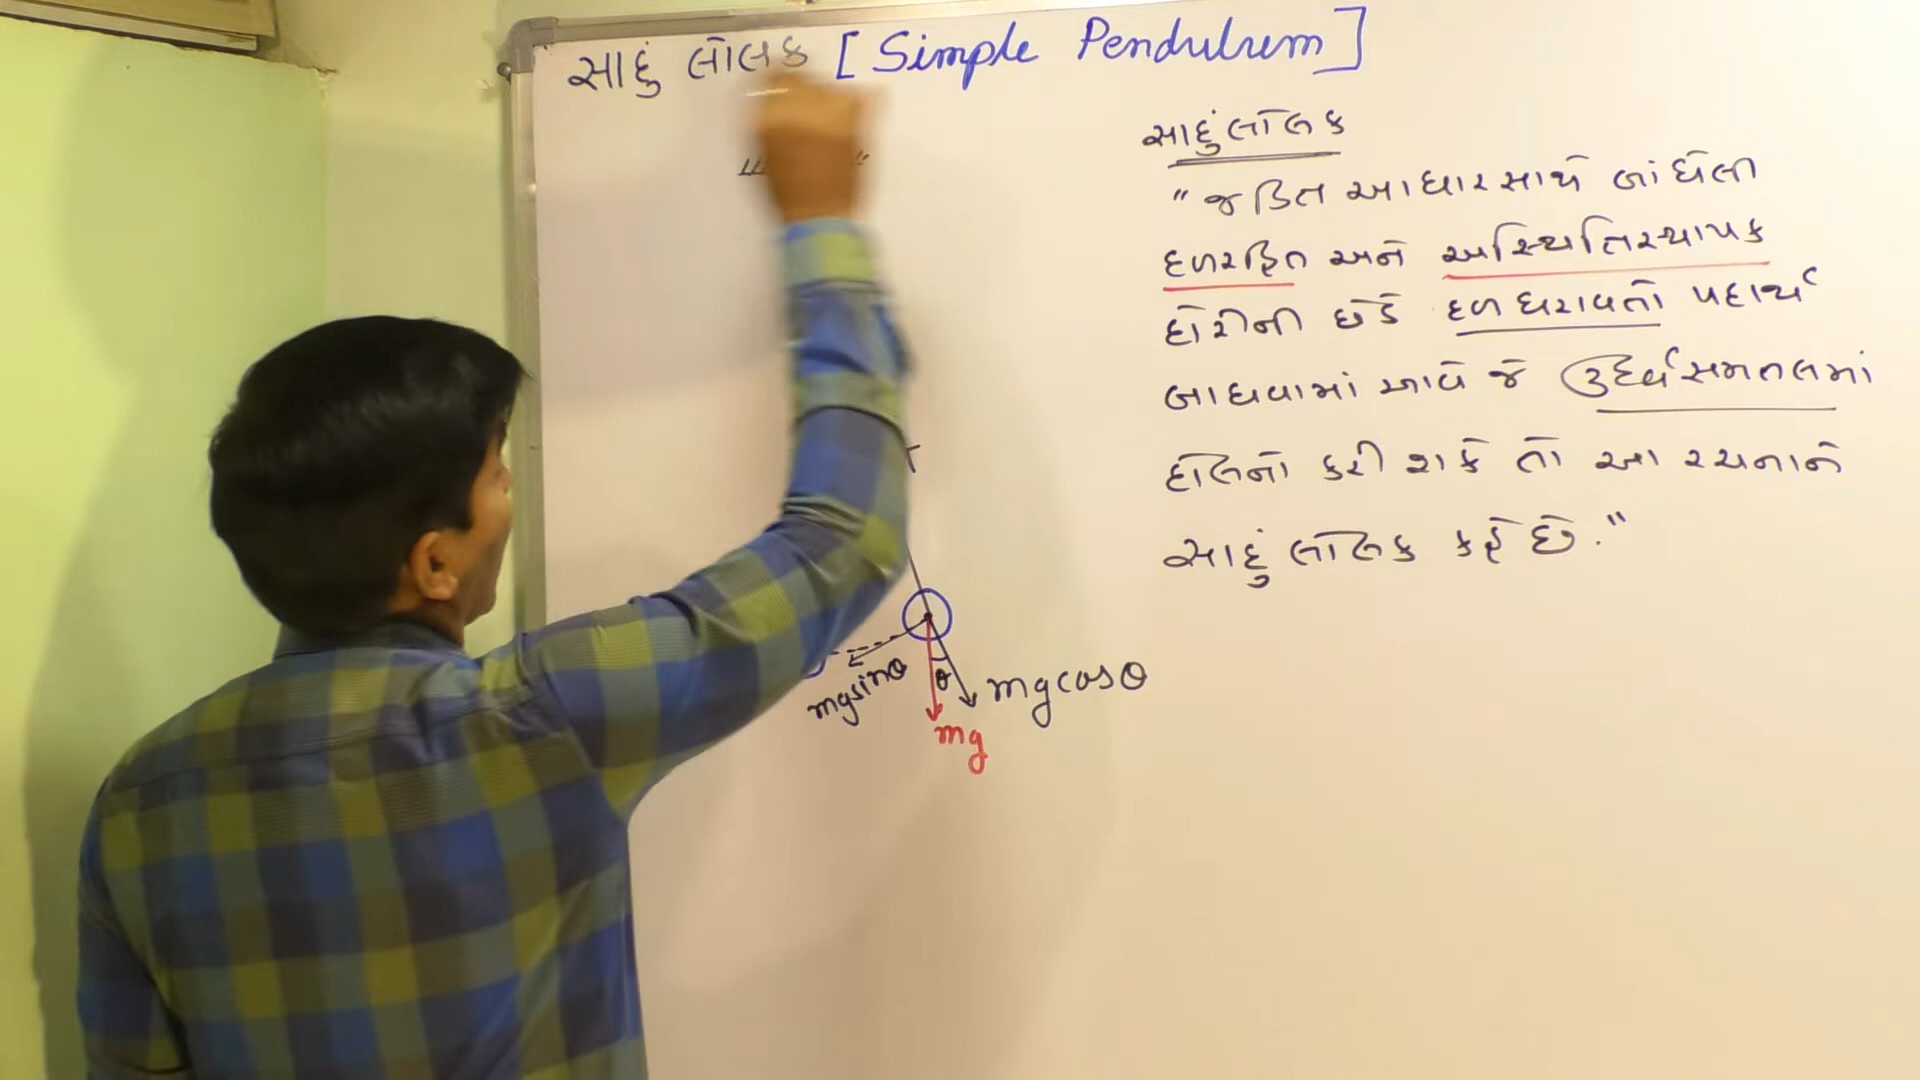 સાદું લોલક [Simple Pendulum]
સાદું લોલક
"જડિત આધાર સાથે બાંધેલી
દળરહિત અને અસ્થિતિસ્થાપક
દોરીની છેડે દળ ધરાવતો પદાર્થ
બાધવામાં આવે જે ઉર્ધ્વસમતલમાં
દોલનો કરી શકે તો આ રચનાને
સાદું લોલક કહે છે."
T
mgsinθ
θ
mgcosθ
mg